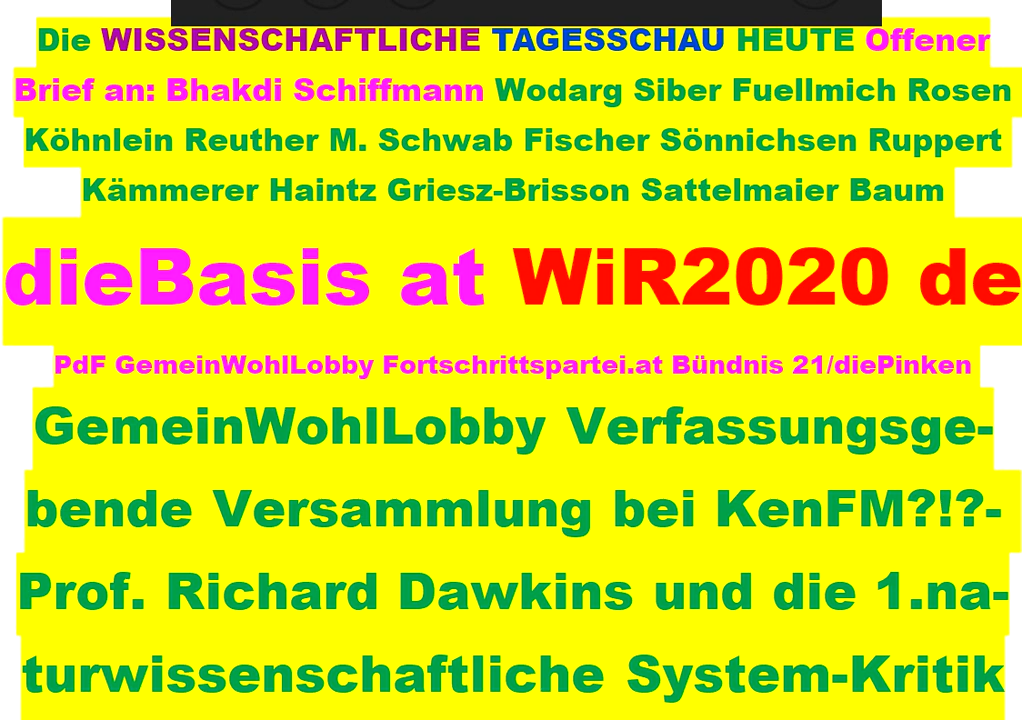 Die WISSENSCHAFTLICHE TAGESSCHAU HEUTE Offener
Brief an: Bhakdi Schiffmann Wodarg Siber Fuellmich Rosen
Köhnlein Reuther M. Schwab Fischer Sönnichsen Ruppert
Kämmerer Haintz Griesz-Brisson Sattelmaier Baum
dieBasis at WiR2020 de
PdF GemeinWohlLobby Fortschrittspartei.at Bündnis 21/diePinken
GemeinWohlLobby Verfassungsge-
bende Versammlung bei KenFM?!?-
Prof. Richard Dawkins und die 1.na-
turwissenschaftliche System-Kritik